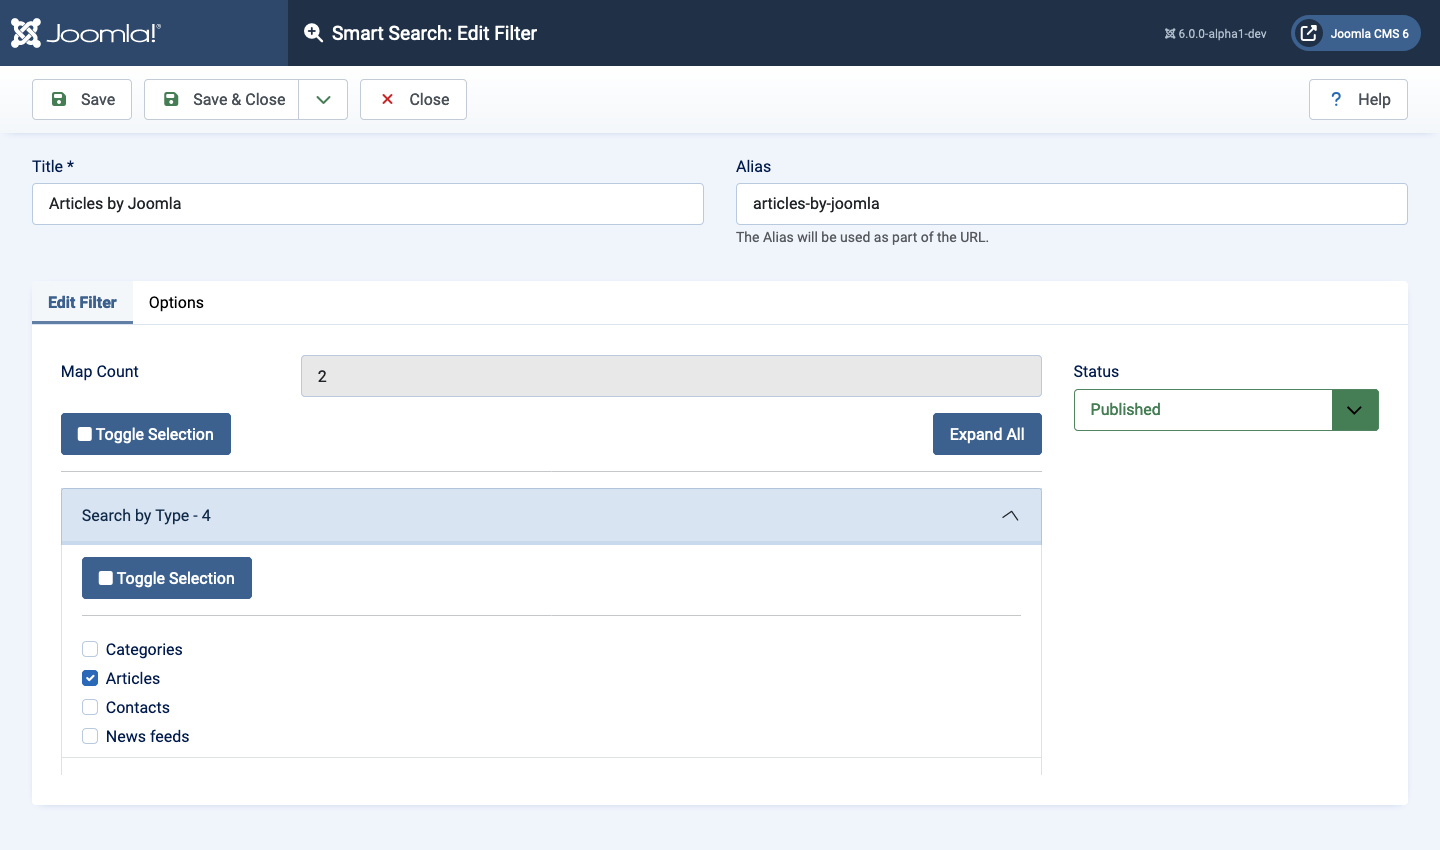 Joomla!®
Smart Search: Edit Filter
6.0.0-alpha1-dev
Joomla CMS 6
Save
Save & Close
Close
? Help
Title *
Alias
Articles by Joomla
articles-by-joomla
The Alias will be used as part of the URL.
Edit Filter
Options
Map Count
2
Status
Published
Toggle Selection
Expand All
Search by Type - 4
Toggle Selection
Categories
Articles
Contacts
News feeds